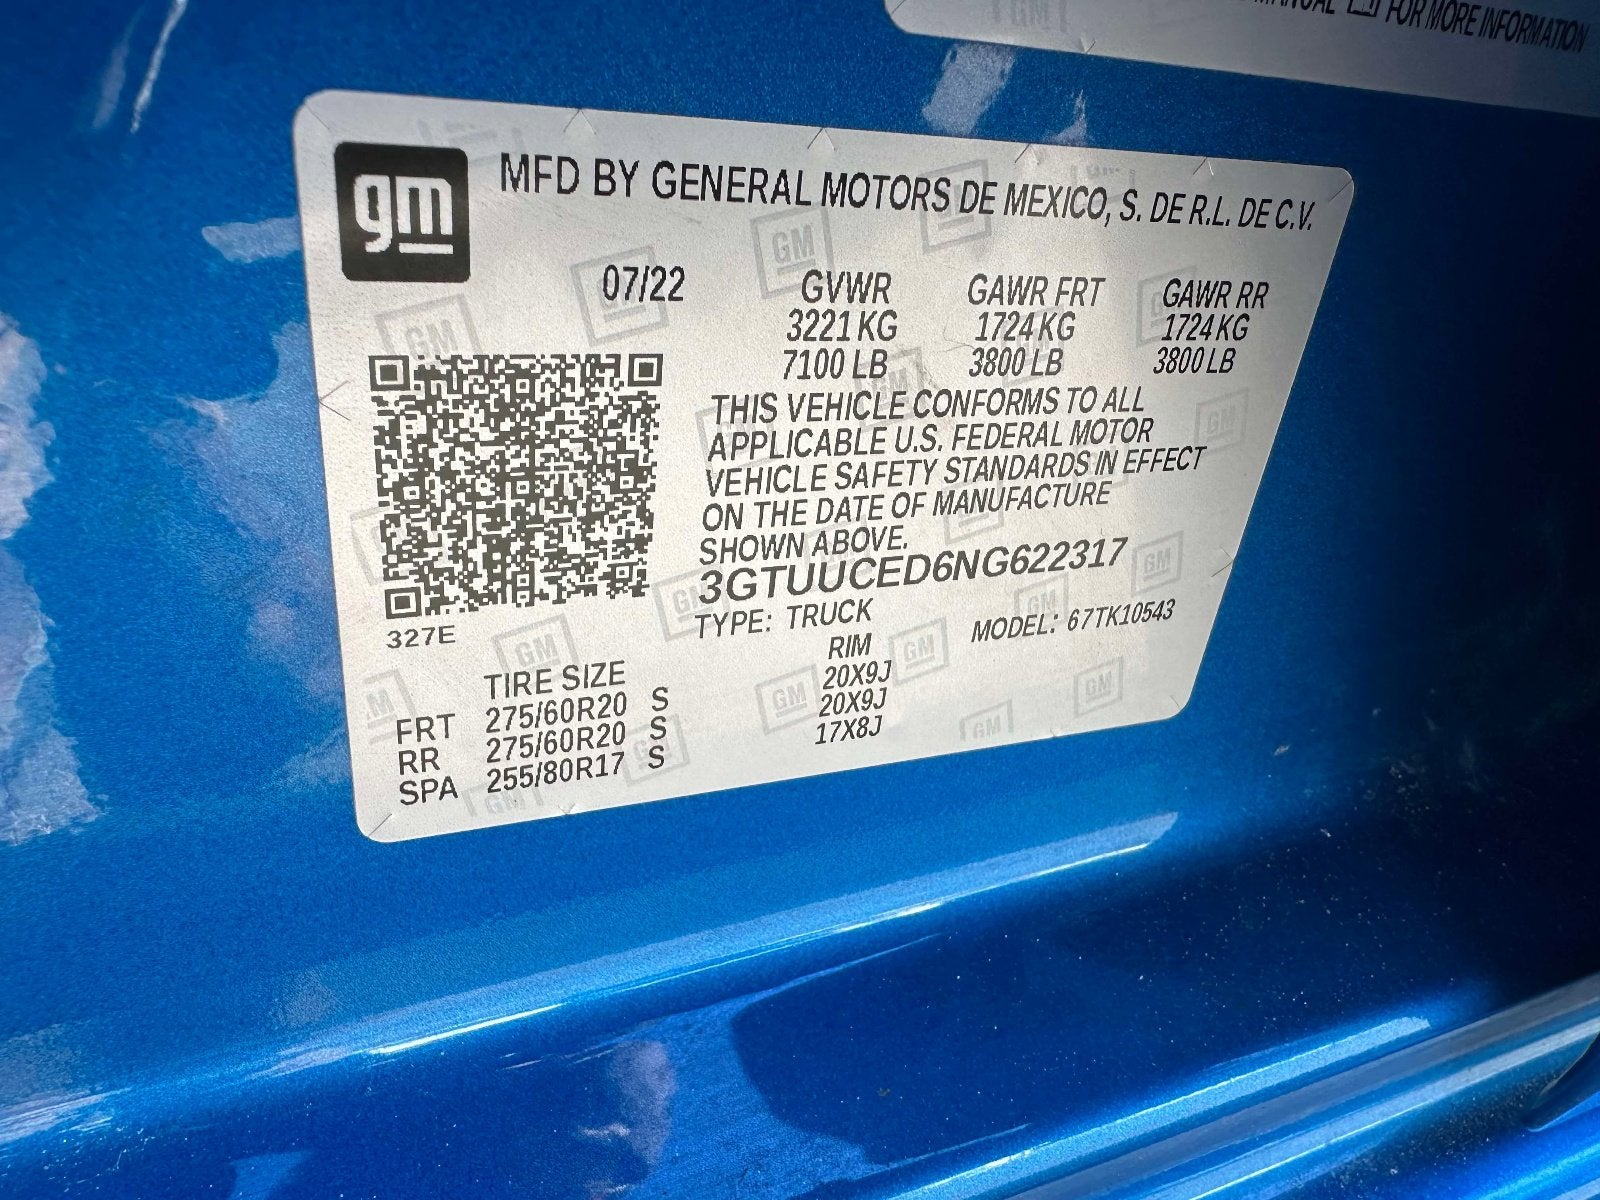 FOR MORE INFORMATION
gm
MFD BY GENERAL MOTORS DE MEXICO, S. DE R.L. DE C.V.
07/22 GVWR GAWR FRT GAWR RR
3221 KG 1724 KG 1724 KG
7100 LB 3800 LB 3800 LB
THIS VEHICLE CONFORMS TO ALL
APPLICABLE U.S. FEDERAL MOTOR
VEHICLE SAFETY STANDARDS IN EFFECT
ON THE DATE OF MANUFACTURE
SHOWN ABOVE.
3GTUUCED6NG622317
327E TYPE: TRUCK MODEL: 67TK10543
TIRE SIZE RIM
FRT 275/60R20 S 20X9J
RR 275/60R20 S 20X9J
SPA 255/80R17 S 17X8J